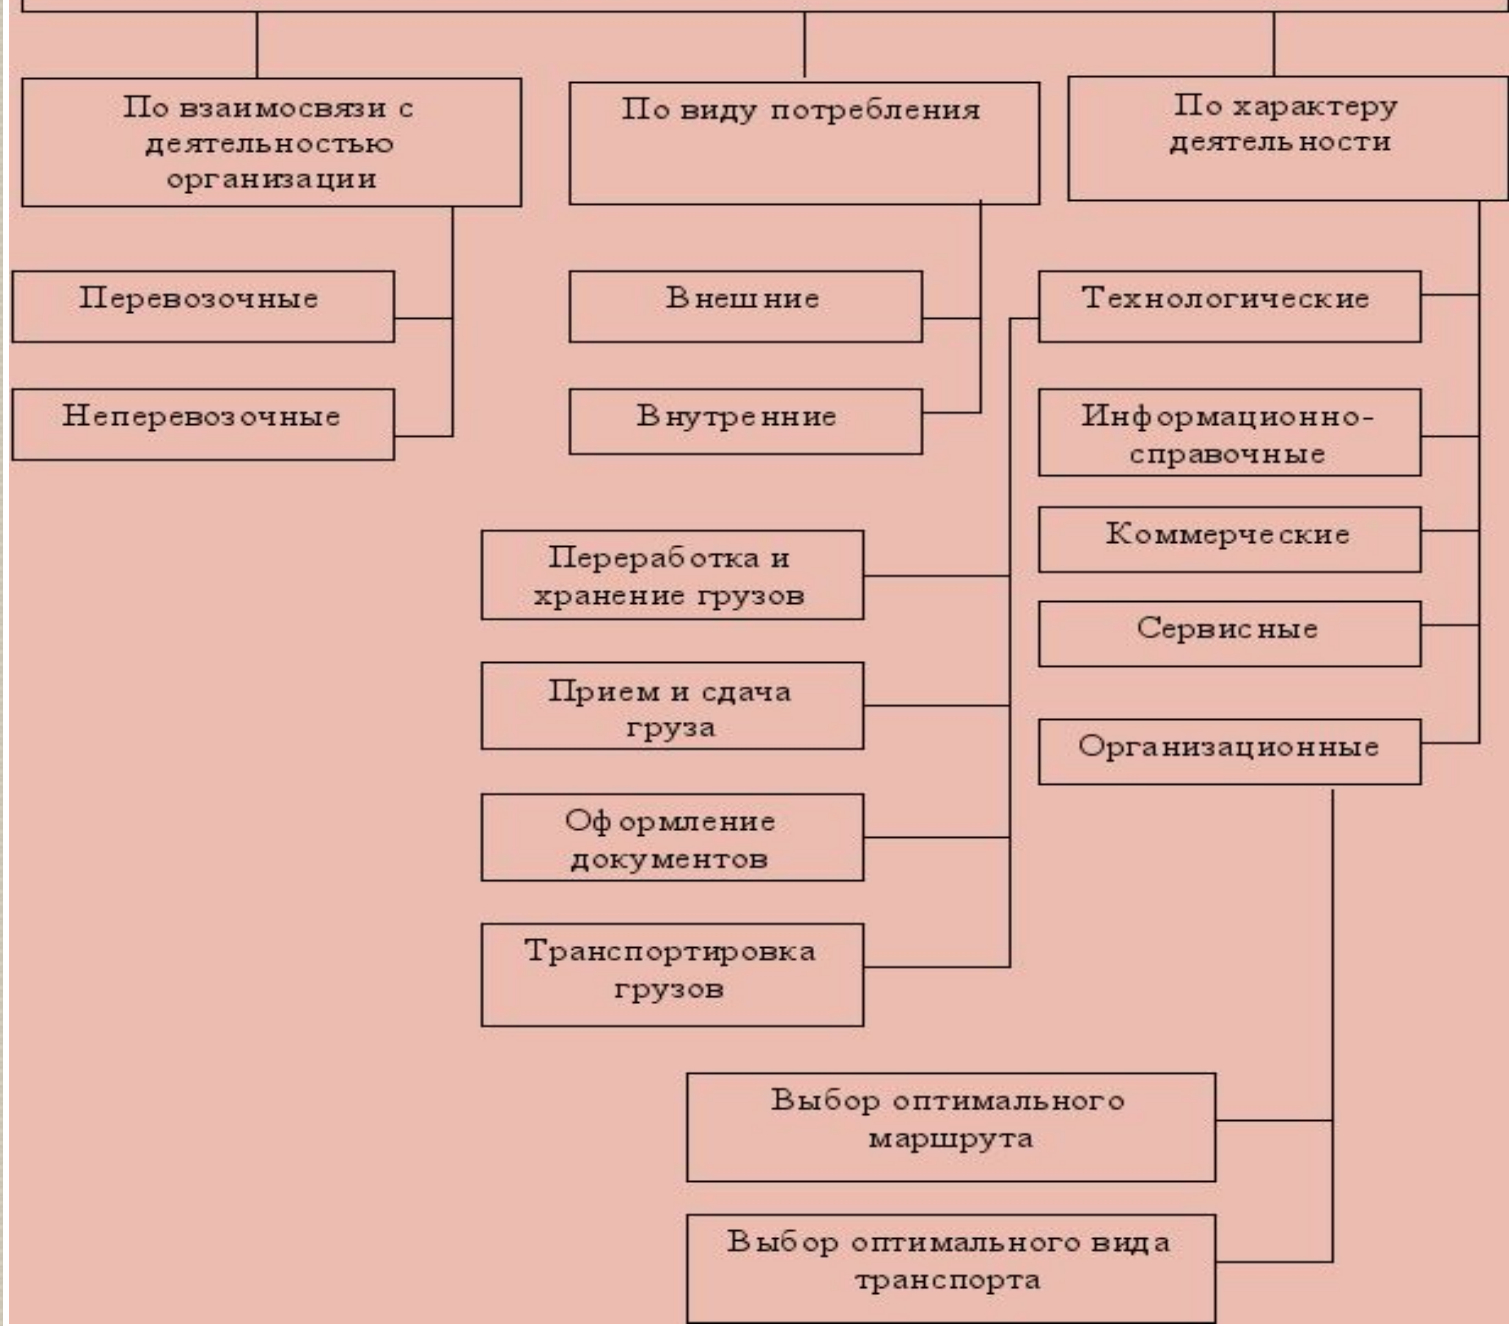 По взаимосвязи с
деятельностью
организации
По виду потребления
По характеру
деятельности
Перевозочные
Внешние
Технологические
Неперевозочные
Внутренние
Информационно-
справочные
Коммерческие
Переработка и
хранение грузов
Сервисные
Прием и сдача
груза
Организационные
Оформление
документов
Транспортировка
грузов
Выбор оптимального
маршрута
Выбор оптимального вида
транспорта